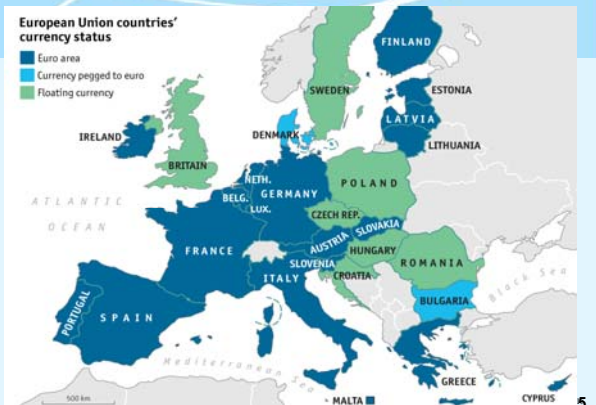 European Union countries'
currency status
Euro area
Currency pegged to euro
Floating currency
FINLAND
SWEDEN
ESTONIA
LATVIA
LITHUANIA
DENMARK
IRELAND
BRITAIN
NETH.
BELG.
LUX.
GERMANY
POLAND
ATLANTIC
OCEAN
CZECH REP.
SLOVAKIA
AUSTRIA
FRANCE
HUNGARY
SLOVENIA
ROMANIA
CROATIA
ITALY
Black Sea
BULGARIA
PORTUGAL
SPAIN
Mediterranean Sea
GREECE
500 km
MALTA
CYPRUS
5